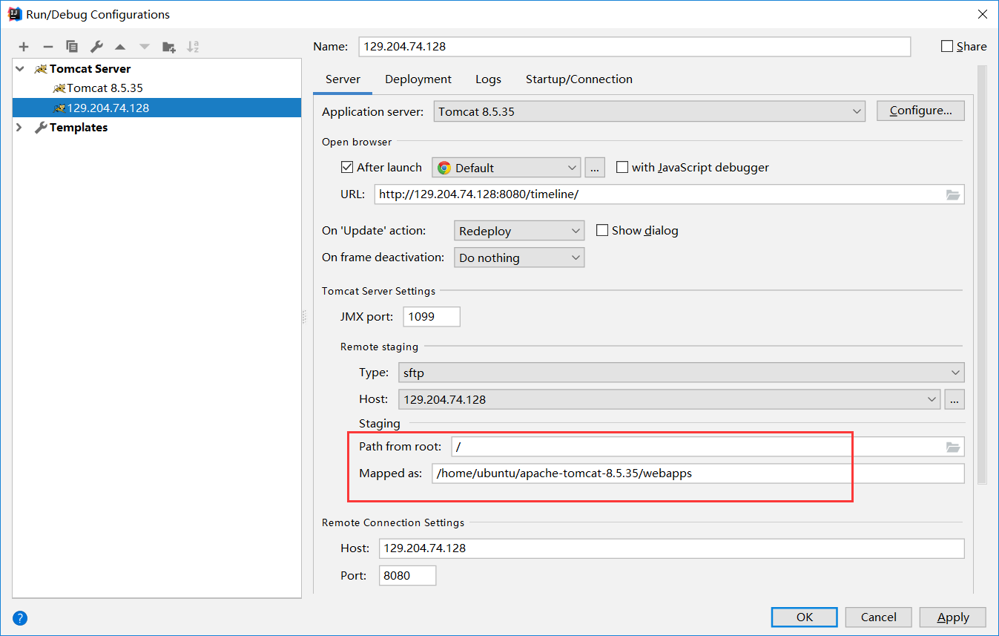 Run/Debug Configurations
Name: 129.204.74.128 Share
Tomcat Server
Tomcat 8.5.35
129.204.74.128
Templates
Server Deployment Logs Startup/Connection
Application server: Tomcat 8.5.35 Configure...
Open browser
After launch Default ... with JavaScript debugger
URL: http://129.204.74.128:8080/timeline/
On 'Update' action: Redeploy Show dialog
On frame deactivation: Do nothing
Tomcat Server Settings
JMX port: 1099
Remote staging
Type: sftp
Host: 129.204.74.128 ...
Staging
Path from root: /
Mapped as: /home/ubuntu/apache-tomcat-8.5.35/webapps
Remote Connection Settings
Host: 129.204.74.128
Port: 8080
? OK Cancel Apply